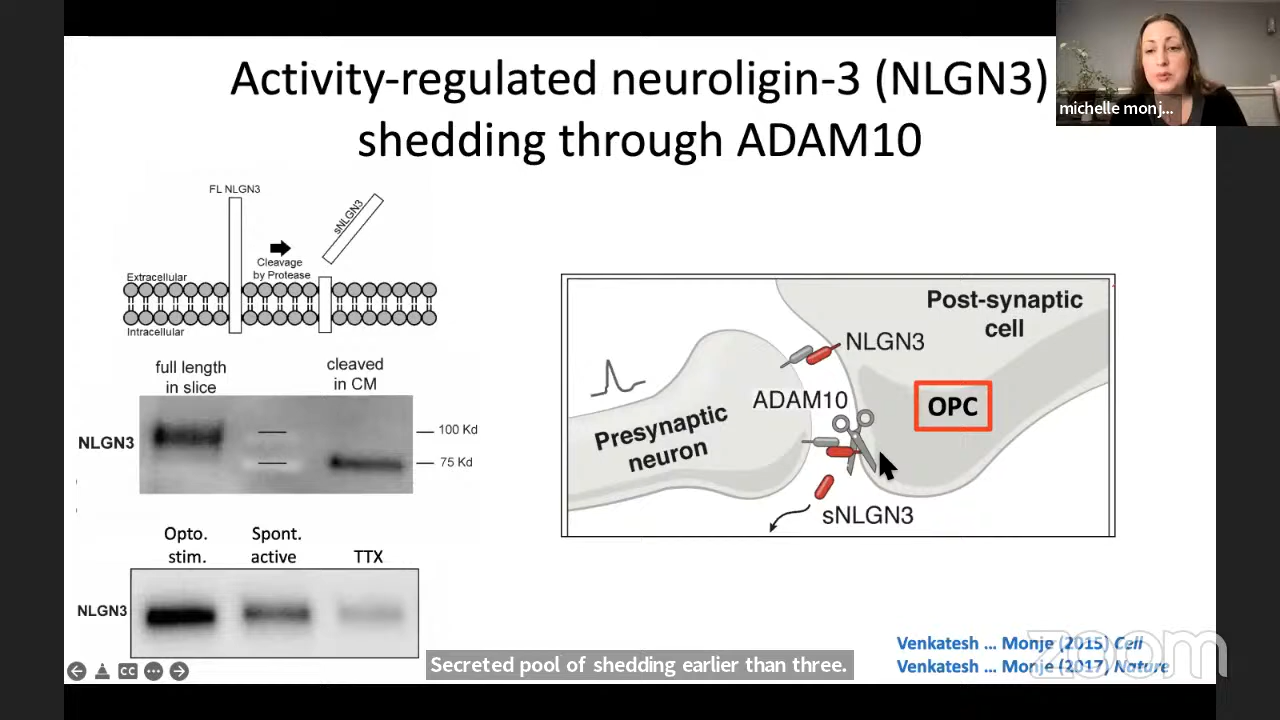 Activity-regulated neuroligin-3 (NLGN3)
shedding through ADAM10
michelle monj...
FL NLGN3
sNLGN3
Cleavage
by Protease
Extracellular
Intracellular
full length
in slice
cleaved
in CM
NLGN3
100 Kd
75 Kd
Opto.
stim.
Spont.
active
TTX
NLGN3
Post-synaptic
cell
NLGN3
ADAM10
OPC
Presynaptic
neuron
sNLGN3
Venkatesh ... Monje (2015) Cell
Venkatesh ... Monje (2017) Nature
zoom
CC
Secreted pool of shedding earlier than three.